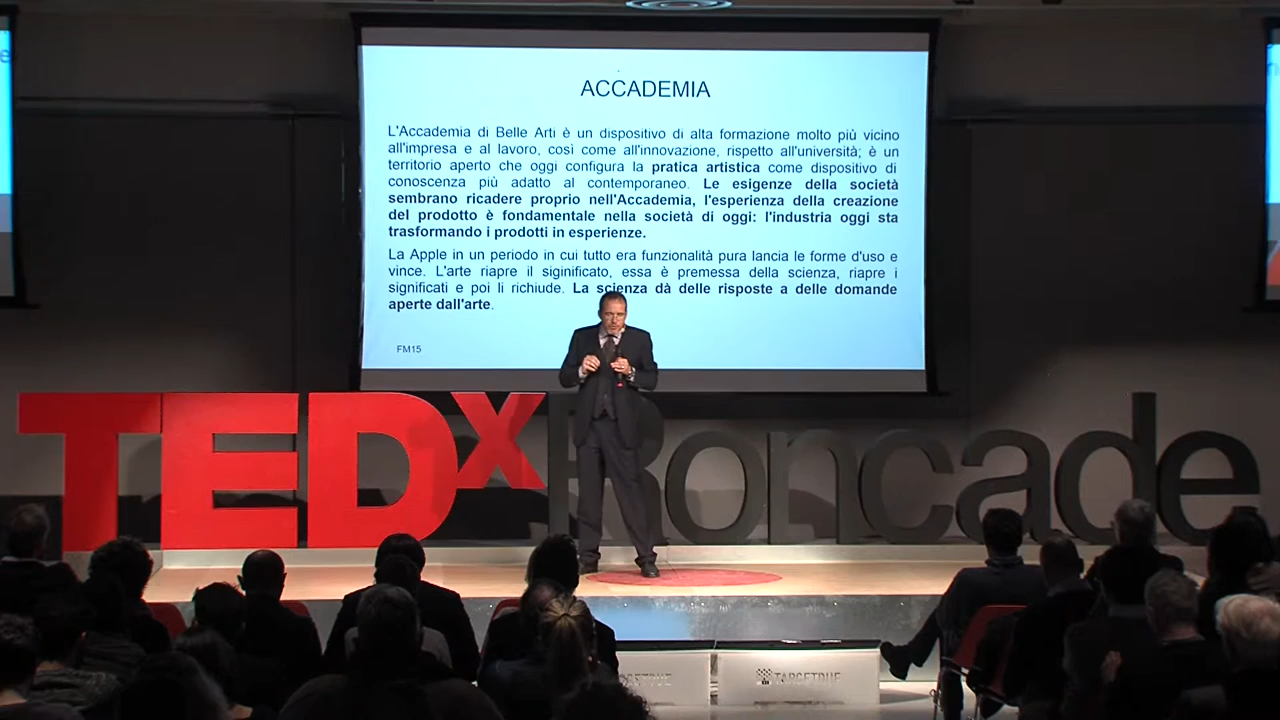 ACCADEMIA
L'Accademia di Belle Arti è un dispositivo di alta formazione molto più vicino
all'impresa e al lavoro, così come all'innovazione, rispetto all'università; è un
territorio aperto che oggi configura la pratica artistica come dispositivo di
conoscenza più adatto al contemporaneo. Le esigenze della società
sembrano ricadere proprio nell'Accademia, l'esperienza della creazione
del prodotto è fondamentale nella società di oggi: l'industria oggi sta
trasformando i prodotti in esperienze.
La Apple in un periodo in cui tutto era funzionalità pura lancia le forme d'uso e
vince. L'arte riapre il siginificato, essa è premessa della scienza, riapre i
significati e poi li richiude. La scienza dà delle risposte a delle domande
aperte dall'arte.
FM15
TEDxRoncade
TARGETDUE